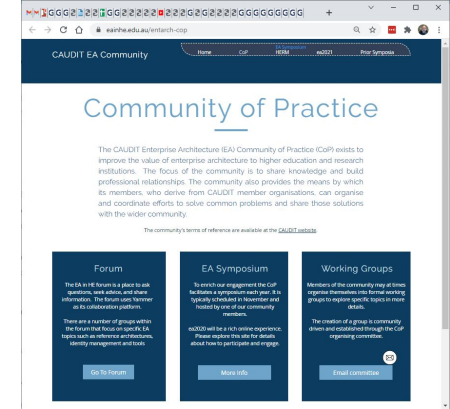 eainhe.edu.au/entarch-cop
CAUDIT EA Community
Home
CoP
EA Symposium
HERM
ea2021
Prior Symposia
Community of Practice
The CAUDIT Enterprise Architecture (EA) Community of Practice (CoP) exists to
improve the value of enterprise architecture to higher education and research
institutions. The focus of the community is to share knowledge and build
professional relationships. The community also provides the means by which
its members, who derive from CAUDIT member organisations, can organise
and coordinate efforts to solve common problems and share those solutions
with the wider community.
The community's terms of reference are available at the CAUDIT website.
Forum
The EA in HE forum is a place to ask
questions, seek advice, and share
information. The forum uses Yammer
as its collaboration platform.
There are a number of groups within
the forum that focus on specific EA
topics such as reference architectures,
identity management and tools
Go To Forum
EA Symposium
To enrich our engagement the CoP
facilitates a symposium each year. It is
typically scheduled in November and
hosted by one of our community
members.
ea2020 will be a rich online experience.
Please explore this site for details
about how to participate and engage.
More Info
Working Groups
Members of the community may at times
organise themselves into formal working
groups to explore specific topics in more
details.
The creation of a group is community
driven and established through the CoP
organising committee.
Email committee